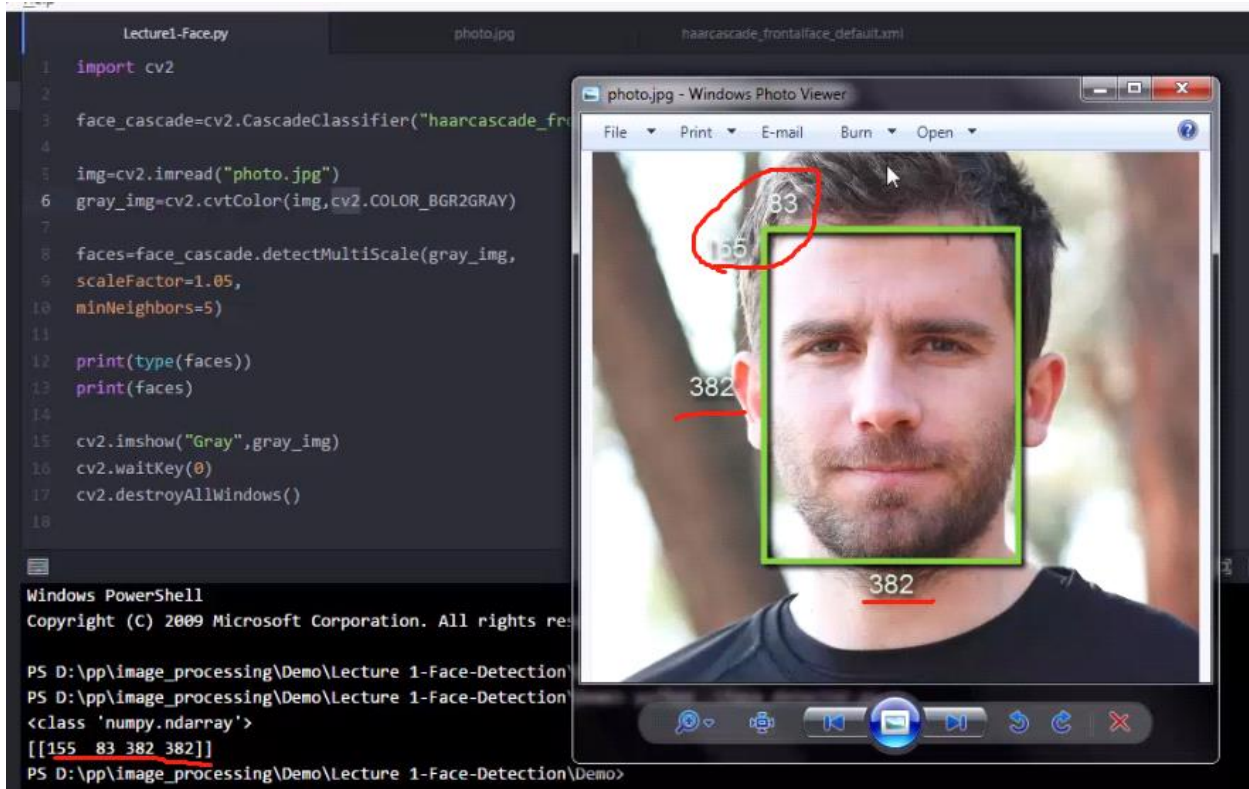 Lecture1-Face.py
photo.jpg
haarcascade_frontalface_default.xml
1 import cv2
2
3 face_cascade=cv2.CascadeClassifier("haarcascade_fro
4
5 img=cv2.imread("photo.jpg")
6 gray_img=cv2.cvtColor(img,cv2.COLOR_BGR2GRAY)
7
8 faces=face_cascade.detectMultiScale(gray_img,
9 scaleFactor=1.05,
10 minNeighbors=5)
11
12 print(type(faces))
13 print(faces)
14
15 cv2.imshow("Gray",gray_img)
16 cv2.waitKey(0)
17 cv2.destroyAllWindows()
18
photo.jpg - Windows Photo Viewer
File Print E-mail Burn Open
83
155
382
382
Windows PowerShell
Copyright (C) 2009 Microsoft Corporation. All rights res
PS D:\pp\image_processing\Demo\Lecture 1-Face-Detection\
PS D:\pp\image_processing\Demo\Lecture 1-Face-Detection\
<class 'numpy.ndarray'>
[[155 83 382 382]]
PS D:\pp\image_processing\Demo\Lecture 1-Face-Detection\Demo>